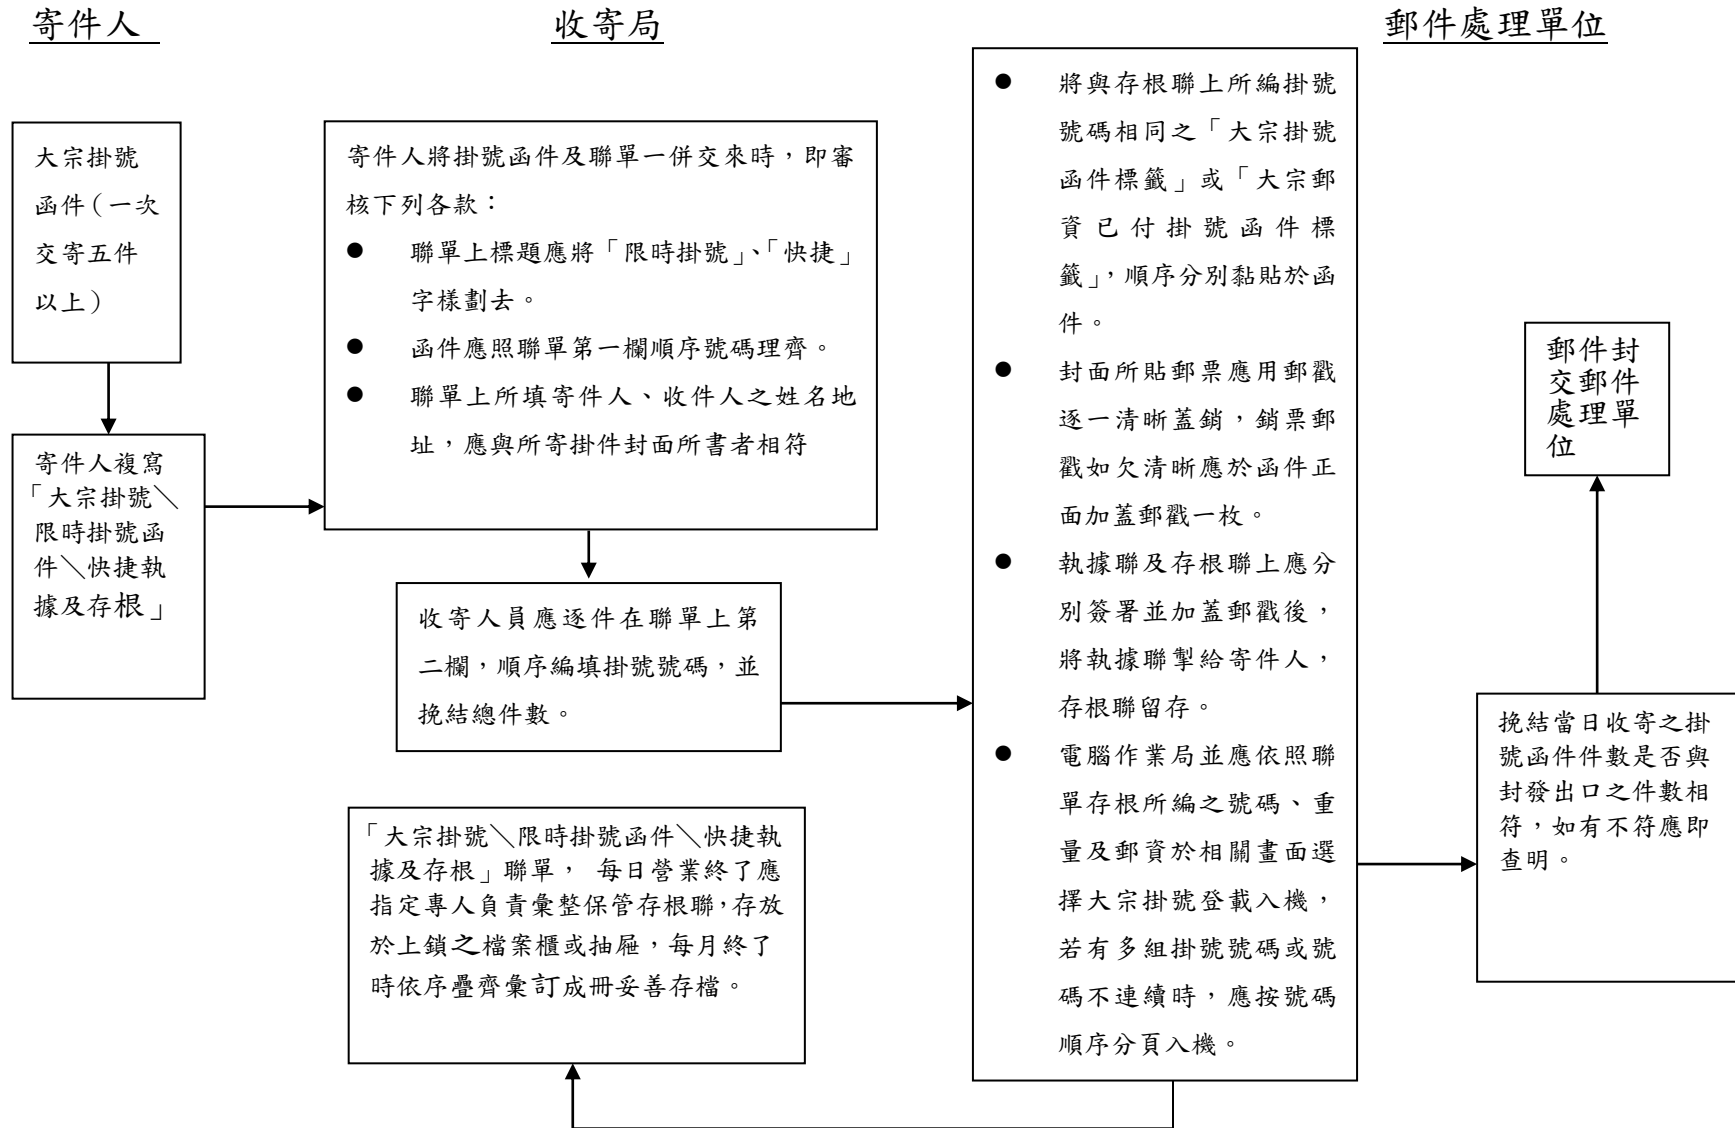 寄件人
收寄局
郵件處理單位
大宗掛號
函件（一次
交寄五件
以上）
寄件人複寫
「大宗掛號╲
限時掛號函
件╲快捷執
據及存根」
寄件人將掛號函件及聯單一併交來時，即審
核下列各款：
● 聯單上標題應將「限時掛號」、「快捷」
字樣劃去。
● 函件應照聯單第一欄順序號碼理齊。
● 聯單上所填寄件人、收件人之姓名地
址，應與所寄掛件封面所書者相符
收寄人員應逐件在聯單上第
二欄，順序編填掛號號碼，並
挽結總件數。
「大宗掛號╲限時掛號函件╲快捷執
據及存根」聯單， 每日營業終了應
指定專人負責彙整保管存根聯，存放
於上鎖之檔案櫃或抽屜，每月終了
時依序疊齊彙訂成冊妥善存檔。
● 將與存根聯上所編掛號
號碼相同之「大宗掛號
函件標籤」或「大宗郵
資已付掛號函件標
籤」，順序分別黏貼於函
件。
● 封面所貼郵票應用郵戳
逐一清晰蓋銷，銷票郵
戳如欠清晰應於函件正
面加蓋郵戳一枚。
● 執據聯及存根聯上應分
別簽署並加蓋郵戳後，
將執據聯掣給寄件人，
存根聯留存。
● 電腦作業局並應依照聯
單存根所編之號碼、重
量及郵資於相關畫面選
擇大宗掛號登載入機，
若有多組掛號號碼或號
碼不連續時，應按號碼
順序分頁入機。
郵件封
交郵件
處理單
位
挽結當日收寄之掛
號函件件數是否與
封發出口之件數相
符，如有不符應即
查明。